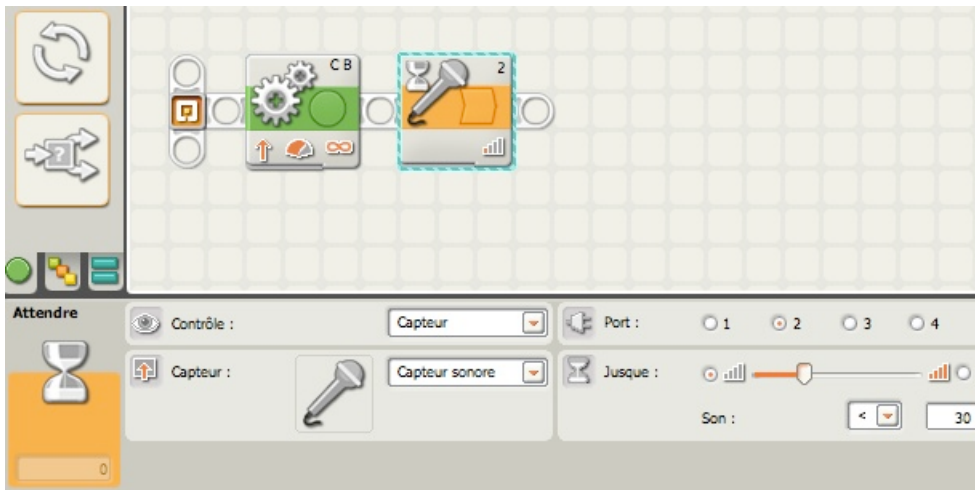 C B
2
Attendre
Contrôle :
Capteur
Port :
1
2
3
4
Capteur :
Capteur sonore
Jusque :
Son :
<
30
0